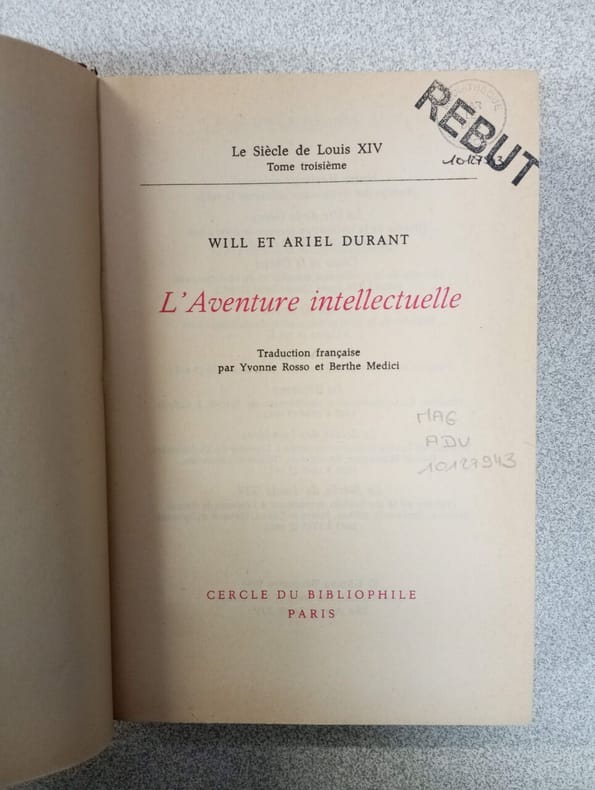 REBUT
10127943
Le Siècle de Louis XIV
Tome troisième
WILL ET ARIEL DURANT
L'Aventure intellectuelle
Traduction française
par Yvonne Rosso et Berthe Medici
MAG
ADU
10127943
CERCLE DU BIBLIOPHILE
PARIS